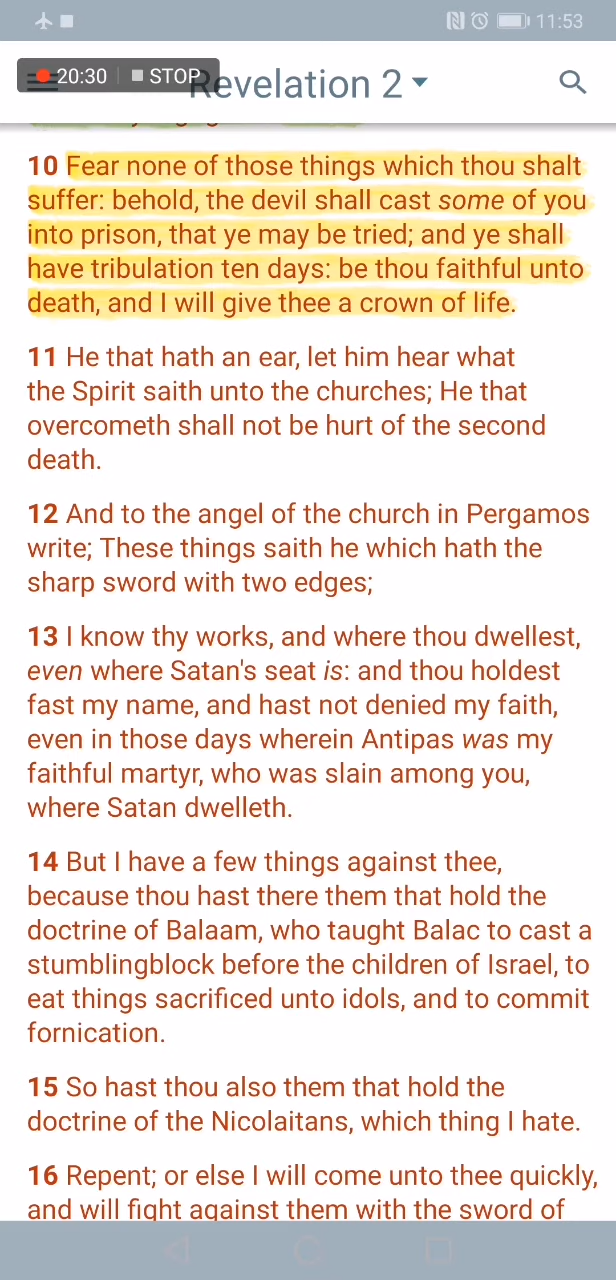 11:53
20:30 STOP
Revelation 2
10 Fear none of those things which thou shalt
suffer: behold, the devil shall cast some of you
into prison, that ye may be tried; and ye shall
have tribulation ten days: be thou faithful unto
death, and I will give thee a crown of life.
11 He that hath an ear, let him hear what
the Spirit saith unto the churches; He that
overcometh shall not be hurt of the second
death.
12 And to the angel of the church in Pergamos
write; These things saith he which hath the
sharp sword with two edges;
13 I know thy works, and where thou dwellest,
even where Satan's seat is: and thou holdest
fast my name, and hast not denied my faith,
even in those days wherein Antipas was my
faithful martyr, who was slain among you,
where Satan dwelleth.
14 But I have a few things against thee,
because thou hast there them that hold the
doctrine of Balaam, who taught Balac to cast a
stumblingblock before the children of Israel, to
eat things sacrificed unto idols, and to commit
fornication.
15 So hast thou also them that hold the
doctrine of the Nicolaitans, which thing I hate.
16 Repent; or else I will come unto thee quickly,
and will fight against them with the sword of